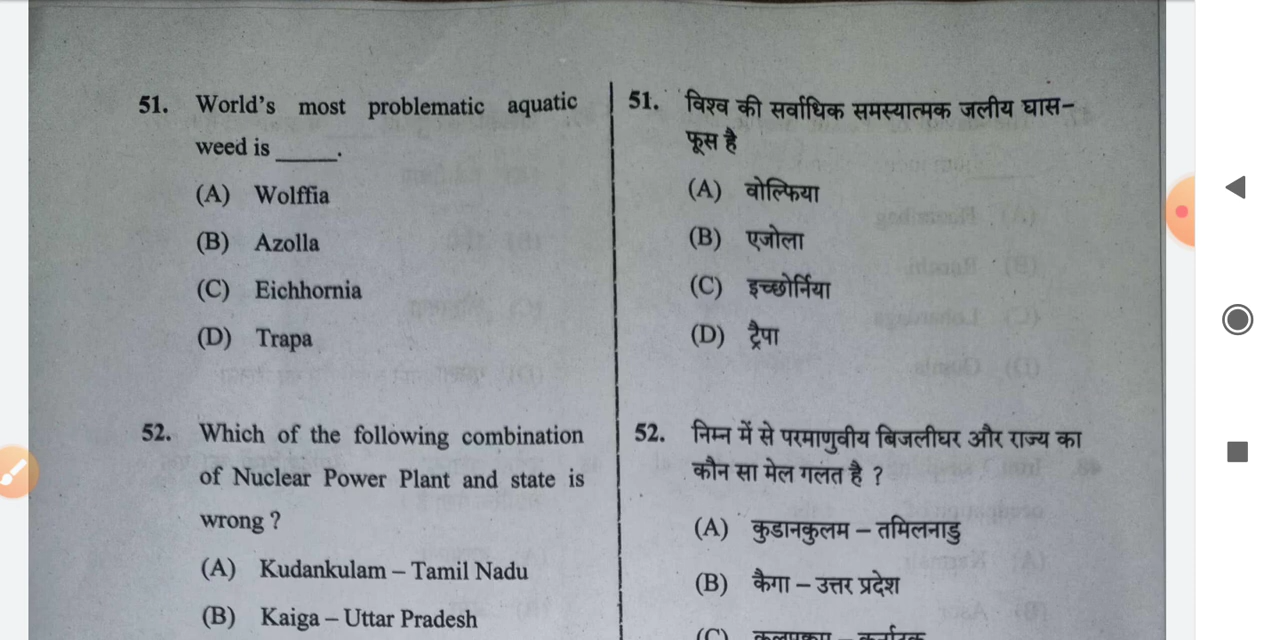 51. World's most problematic aquatic
weed is _____.
(A) Wolffia
(B) Azolla
(C) Eichhornia
(D) Trapa
52. Which of the following combination
of Nuclear Power Plant and state is
wrong ?
(A) Kudankulam – Tamil Nadu
(B) Kaiga – Uttar Pradesh
51. विश्व की सर्वाधिक समस्यात्मक जलीय घास-
फूस है
(A) वोल्फिया
(B) एजोला
(C) इच्छोर्निया
(D) ट्रैपा
52. निम्न में से परमाणुवीय बिजलीघर और राज्य का
कौन सा मेल गलत है ?
(A) कुडानकुलम – तमिलनाडु
(B) कैगा – उत्तर प्रदेश
(C)